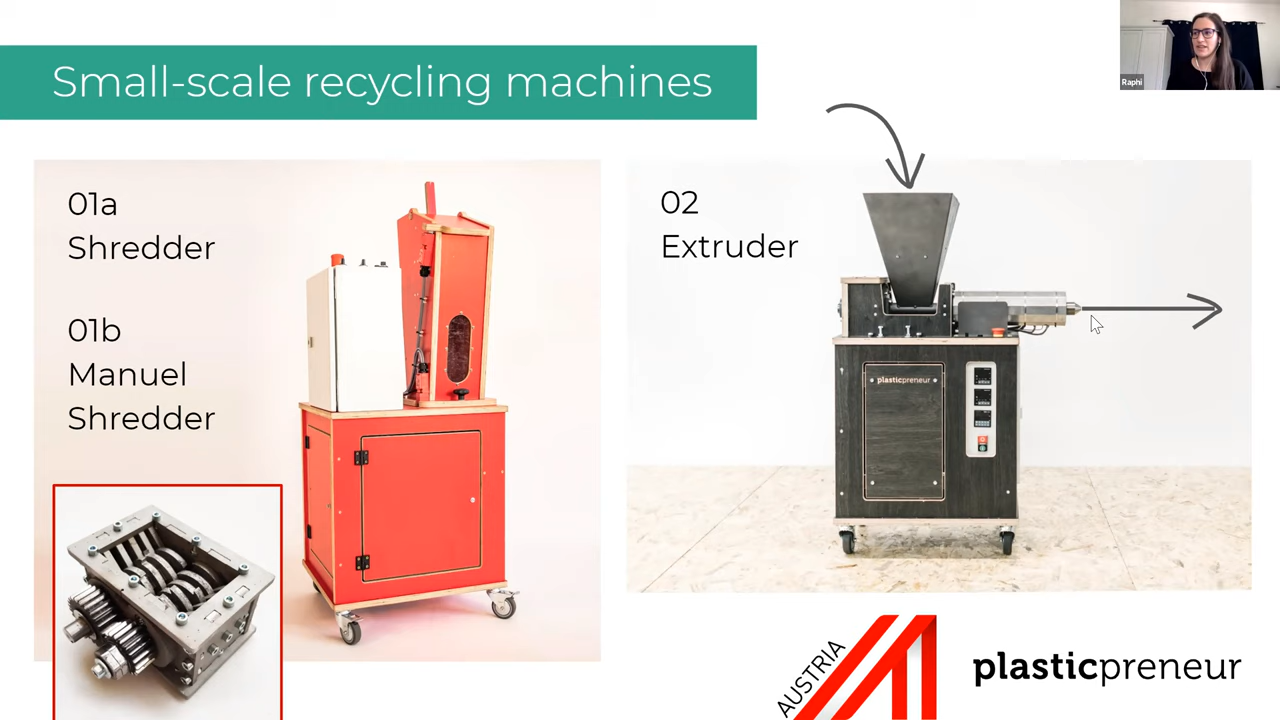 Raphi
Small-scale recycling machines
01a
Shredder
01b
Manuel
Shredder
02
Extruder
plasticpreneur
AUSTRIA
plasticpreneur